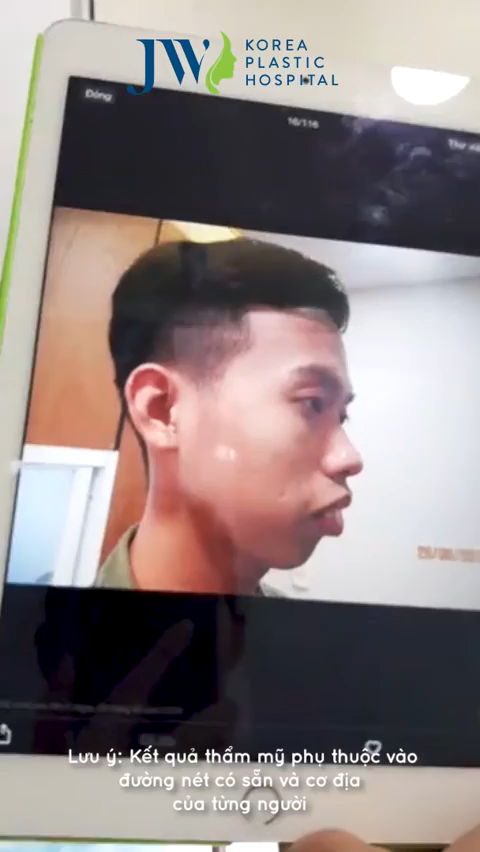 JW
KOREA
PLASTIC
HOSPITAL
Đóng
16/116
Lưu ý: Kết quả thẩm mỹ phụ thuộc vào
đường nét có sẵn và cơ địa
của từng người